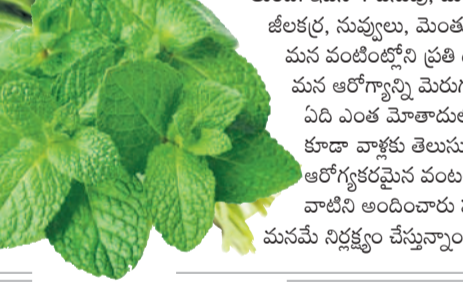 జీలకర్ర, నువ్వులు, మెంతు
మన వంటింట్లోని ప్రతి
మన ఆరోగ్యాన్ని మెరుగ
ఏది ఎంత మోతాదుల
కూడా వాళ్లకు తెలుసు
ఆరోగ్యకరమైన వంట
వాటిని అందించారు
మనమే నిర్లక్ష్యం చేస్తున్నాం